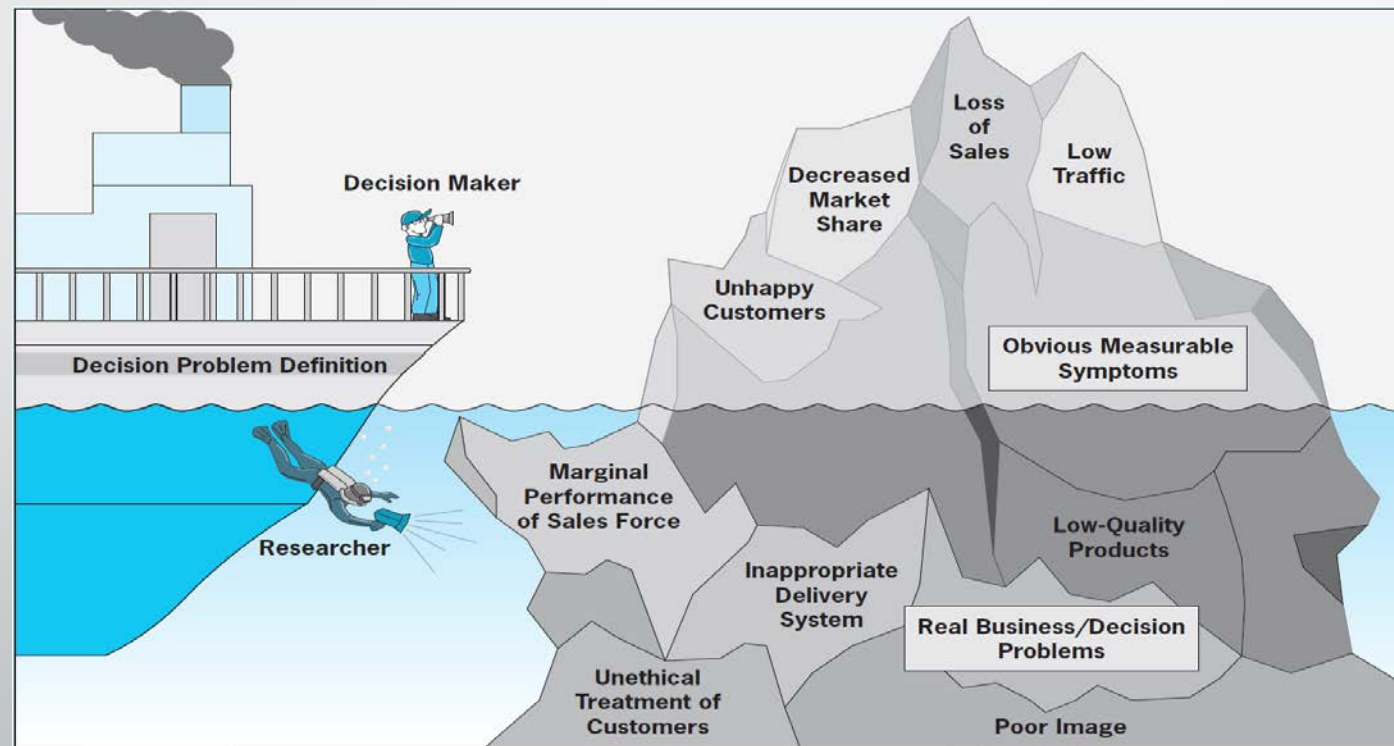 Loss
of
Sales
Low
Traffic
Decision Maker
Decreased
Market
Share
Unhappy
Customers
Obvious Measurable
Symptoms
Decision Problem Definition
Marginal
Performance
of Sales Force
Researcher
Low-Quality
Products
Inappropriate
Delivery
System
Real Business/Decision
Problems
Unethical
Treatment of
Customers
Poor Image